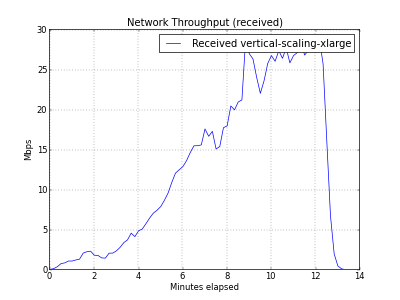 Network Throughput (received)
Received vertical-scaling-xlarge
30
25
20
15
10
5
0
Mbps
0 2 4 6 8 10 12 14
Minutes elapsed